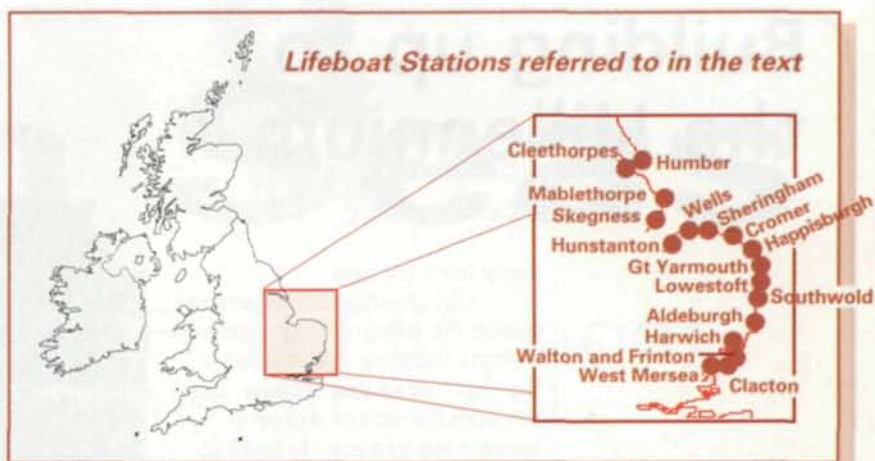 Lifeboat Stations referred to in the text
Cleethorpes
Humber
Mablethorpe
Skegness
Wells
Sheringham
Cromer
Happisburgh
Hunstanton
Gt Yarmouth
Lowestoft
Southwold
Aldeburgh
Harwich
Walton and Frinton
West Mersea
Clacton